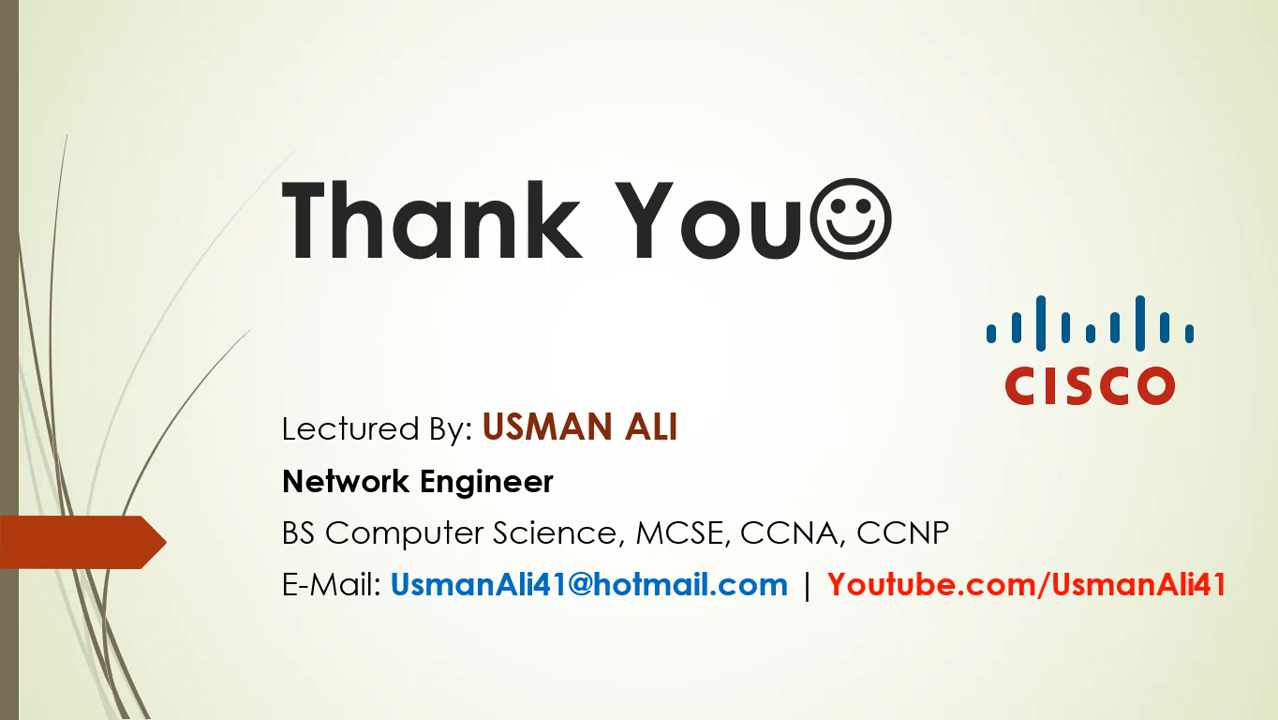 Thank You☺
CISCO
Lectured By: USMAN ALI
Network Engineer
BS Computer Science, MCSE, CCNA, CCNP
E-Mail: UsmanAli41@hotmail.com | Youtube.com/UsmanAli41